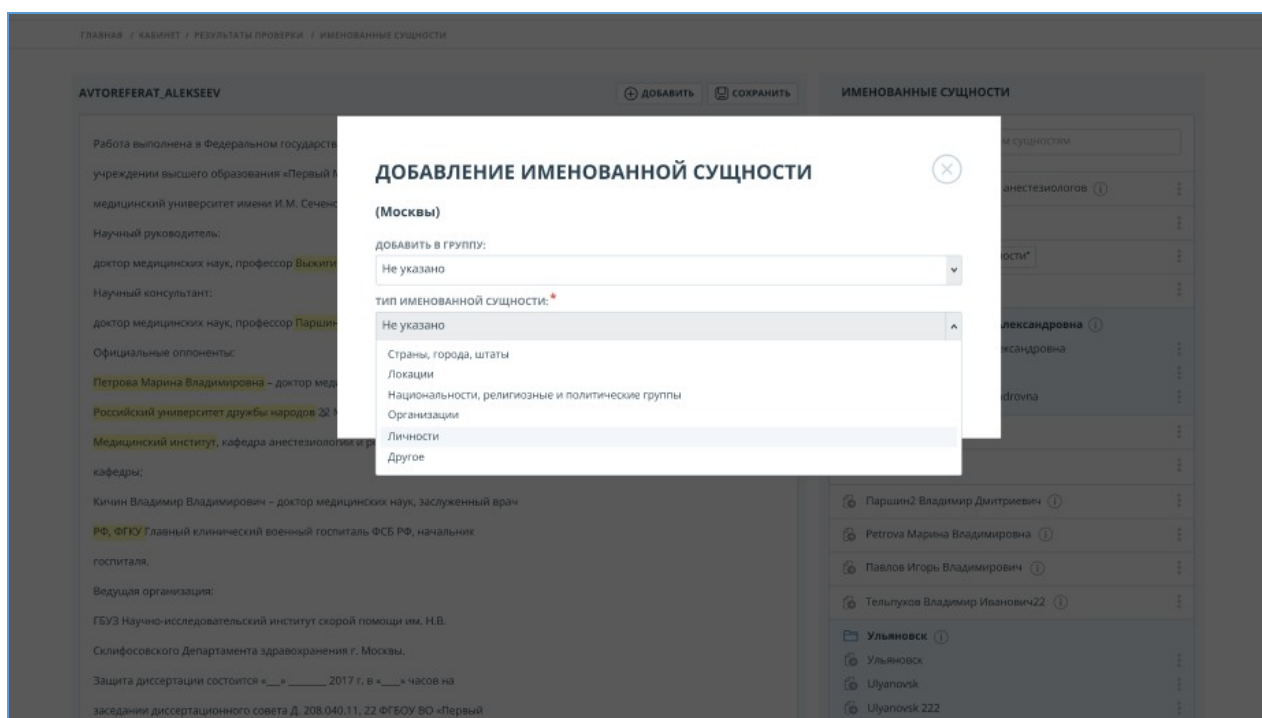 ГЛАВНАЯ / КАБИНЕТ / РЕЗУЛЬТАТЫ ПРОВЕРКИ / ИМЕНОВАННЫЕ СУЩНОСТИ
AVTOREFERAT_ALEKSEEV
ДОБАВИТЬ
СОХРАНИТЬ
Работа выполнена в Федеральном государств
учреждении высшего образования «Первый М
медицинский университет имени И.М. Сечено
Научный руководитель:
доктор медицинских наук, профессор Выжиги
Научный консультант:
доктор медицинских наук, профессор Паршин
Официальные оппоненты:
Петрова Марина Владимировна – доктор мед
Российский университет дружбы народов 22 М
Медицинский институт, кафедра анестезиологии и р
кафедры;
Кичин Владимир Владимирович – доктор медицинских наук, заслуженный врач
РФ, ФГКУ Главный клинический военный госпиталь ФСБ РФ, начальник
госпиталя.
Ведущая организация:
ГБУЗ Научно-исследовательский институт скорой помощи им. Н.В.
Склифосовского Департамента здравоохранения г. Москвы.
Защита диссертации состоится «__» ______ 2017 г. в «___» часов на
заседании диссертационного совета Д. 208.040.11, 22 ФГБОУ ВО «Первый
ДОБАВЛЕНИЕ ИМЕНОВАННОЙ СУЩНОСТИ
(Москвы)
ДОБАВИТЬ В ГРУППУ:
Не указано
ТИП ИМЕНОВАННОЙ СУЩНОСТИ:*
Не указано
Страны, города, штаты
Локации
Национальности, религиозные и политические группы
Организации
Личности
Другое
ИМЕНОВАННЫЕ СУЩНОСТИ
м сущностям
анестезиологов
ости"
лександровна
ександровна
drovna
Паршин2 Владимир Дмитриевич
Petrova Марина Владимировна
Павлов Игорь Владимирович
Тельпухов Владимир Иванович22
Ульяновск
Ульяновск
Ulyanovsk
Ulyanovsk 222